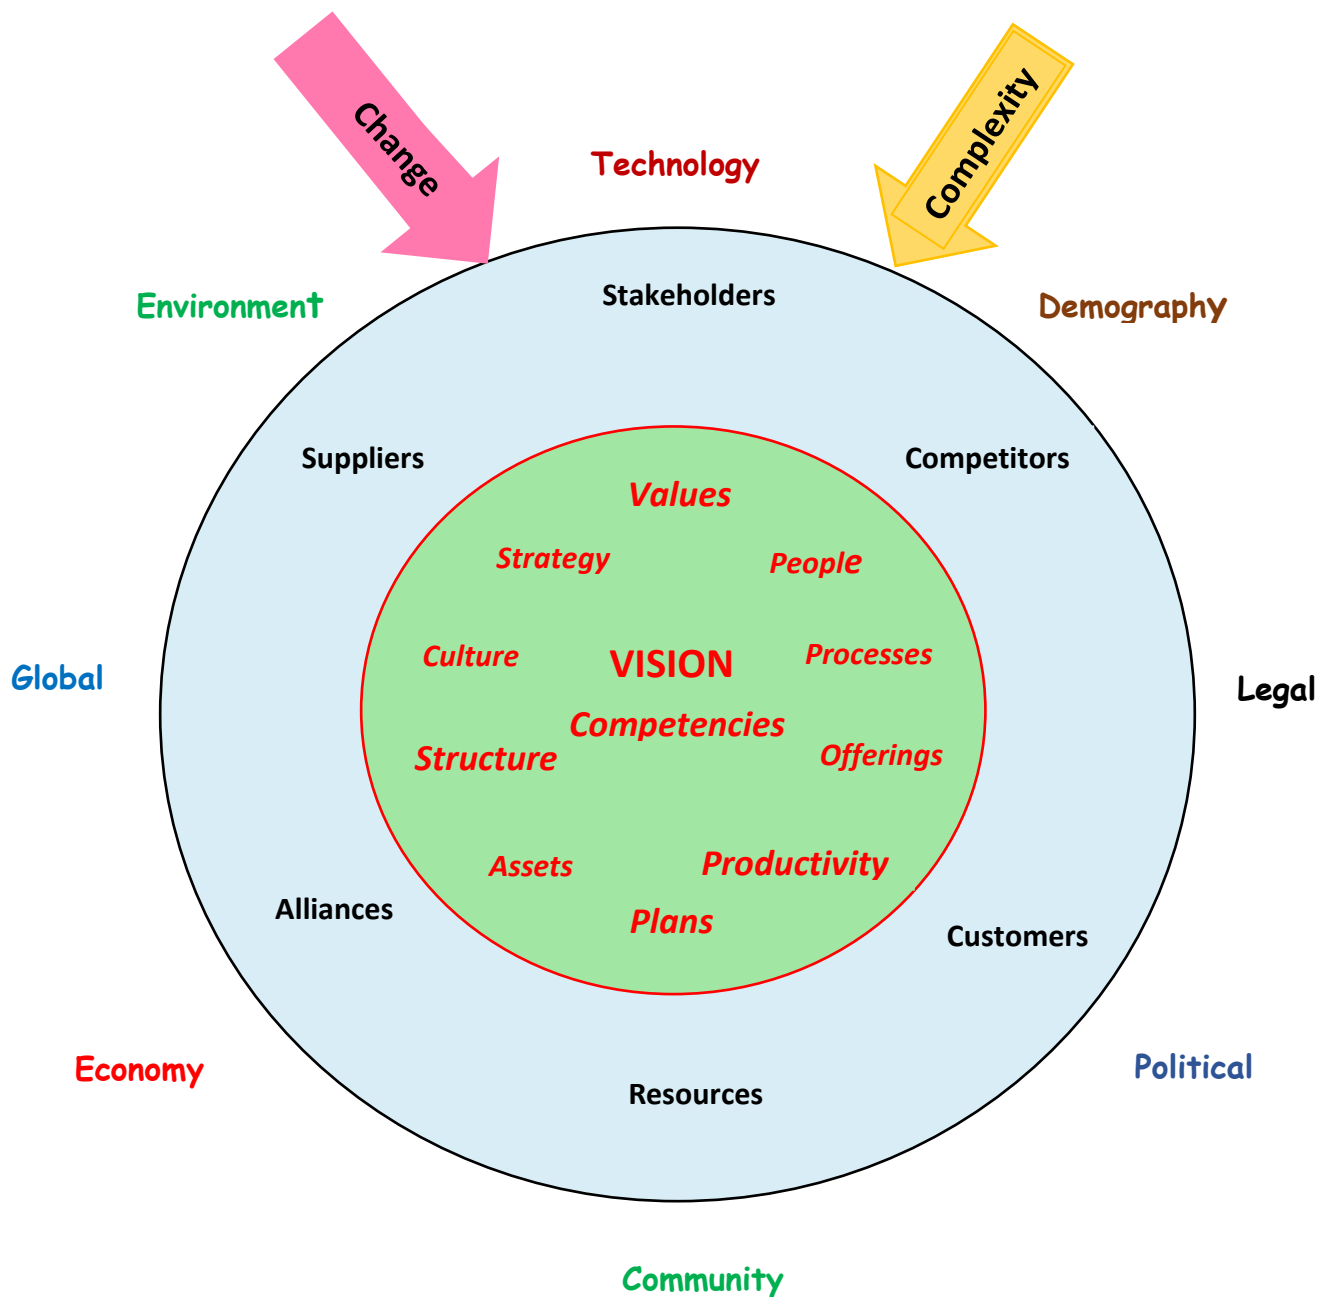 Change
Complexity
Technology
Environment
Demography
Stakeholders
Suppliers
Competitors
Values
Strategy
People
Culture
VISION
Processes
Global
Legal
Competencies
Structure
Offerings
Assets
Productivity
Alliances
Plans
Customers
Economy
Political
Resources
Community